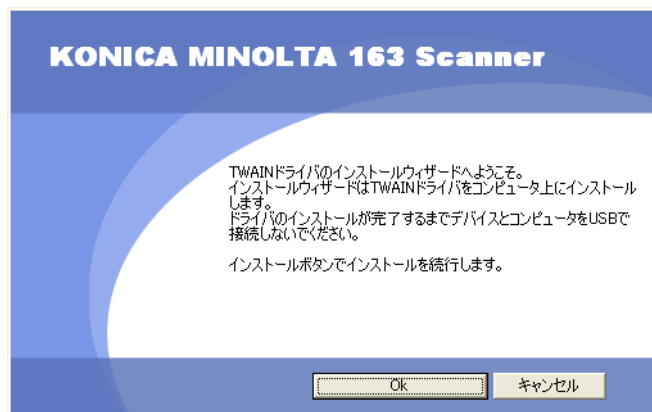 KONICA MINOLTA 163 Scanner
TWAINドライバのインストールウィザードへようこそ。
インストールウィザードはTWAINドライバをコンピュータ上にインストール
します。
ドライバのインストールが完了するまでデバイスとコンピュータをUSBで
接続しないでください。
インストールボタンでインストールを続行します。
Ok
キャンセル